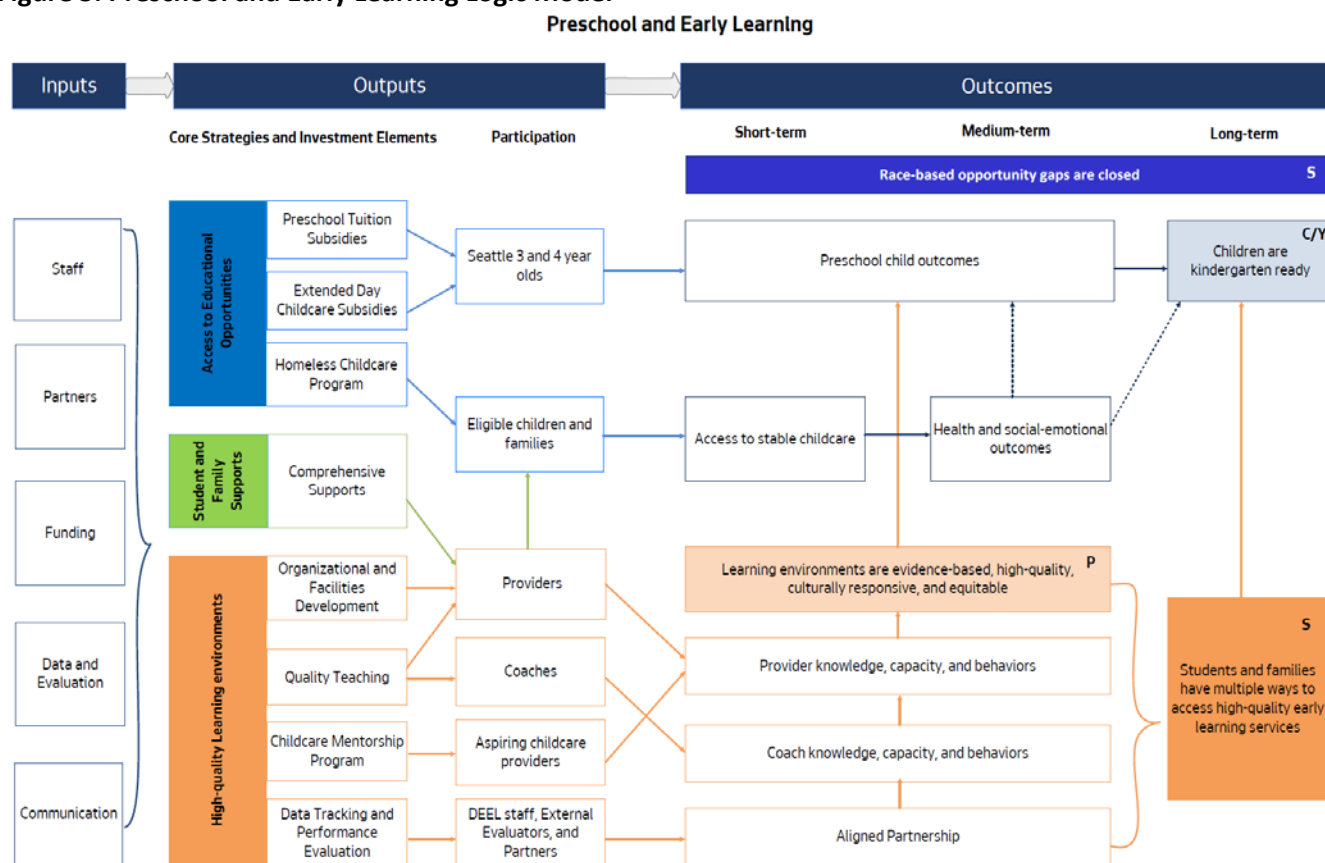 Preschool and Early Learning
Inputs
Outputs
Outcomes
Core Strategies and Investment Elements
Participation
Short-term
Medium-term
Long-term
Race-based opportunity gaps are closed
S
Staff
Partners
Funding
Data and
Evaluation
Communication
Access to Educational
Opportunities
Preschool Tuition
Subsidies
Extended Day
Childcare Subsidies
Homeless Childcare
Program
Student and
Family
Supports
Comprehensive
Supports
High-quality Learning environments
Organizational and
Facilities
Development
Quality Teaching
Childcare Mentorship
Program
Data Tracking and
Performance
Evaluation
Seattle 3 and 4 year
olds
Eligible children and
families
Providers
Coaches
Aspiring childcare
providers
DEEL staff, External
Evaluators, and
Partners
Preschool child outcomes
Access to stable childcare
Health and social-emotional
outcomes
Learning environments are evidence-based, high-quality,
culturally responsive, and equitable
P
Provider knowledge, capacity, and behaviors
Coach knowledge, capacity, and behaviors
Aligned Partnership
C/Y
Children are
kindergarten ready
S
Students and families
have multiple ways to
access high-quality early
learning services